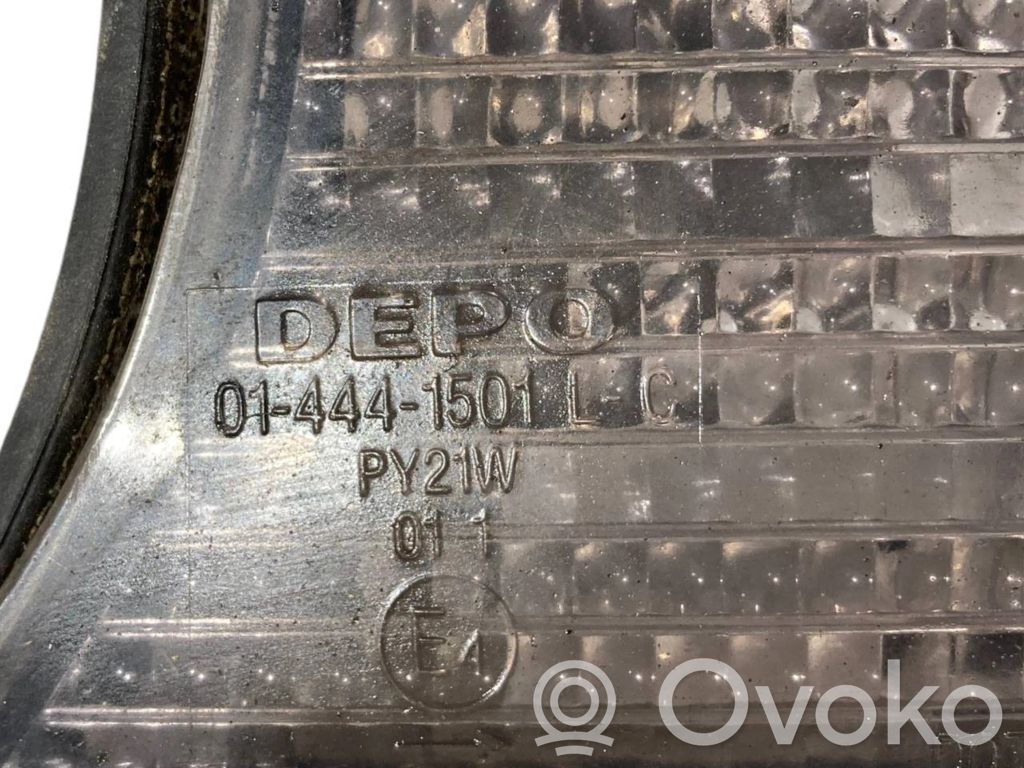 DEPO
01-444-1501 L-C
PY21W
01 1
E4
Ovoko